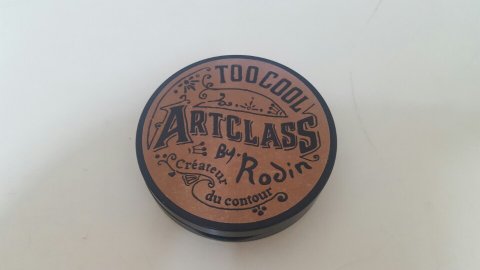 TOOCOOL
ARTCLASS
BY. Rodin
Créateur
du contour